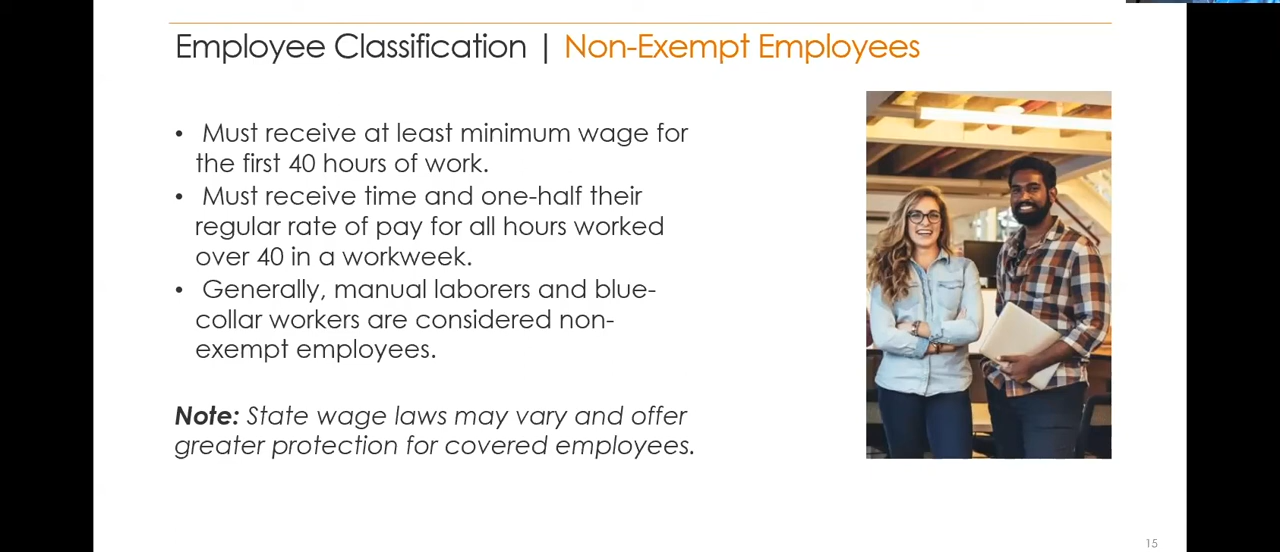 Employee Classification | Non-Exempt Employees
• Must receive at least minimum wage for
the first 40 hours of work.
• Must receive time and one-half their
regular rate of pay for all hours worked
over 40 in a workweek.
• Generally, manual laborers and blue-
collar workers are considered non-
exempt employees.
Note: State wage laws may vary and offer
greater protection for covered employees.
15